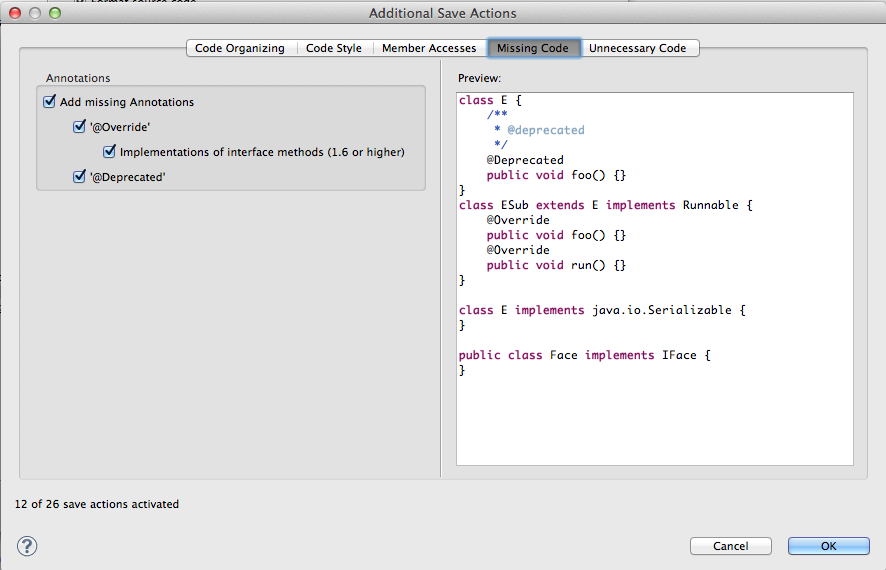 Additional Save Actions
Code Organizing Code Style Member Accesses Missing Code Unnecessary Code
Annotations
Add missing Annotations
'@Override'
Implementations of interface methods (1.6 or higher)
'@Deprecated'
Preview:
class E {
/**
* @deprecated
*/
@Deprecated
public void foo() {}
}
class ESub extends E implements Runnable {
@Override
public void foo() {}
@Override
public void run() {}
}
class E implements java.io.Serializable {
}
public class Face implements IFace {
}
12 of 26 save actions activated
?
Cancel OK